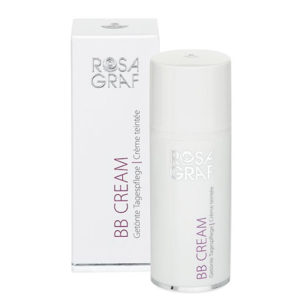 ROSA
GRAF
BB CREAM
Getönte Tagespflege | Crème teintée
ROSA
GRAF
BB CREAM
Getönte Tagespflege | Crème teintée